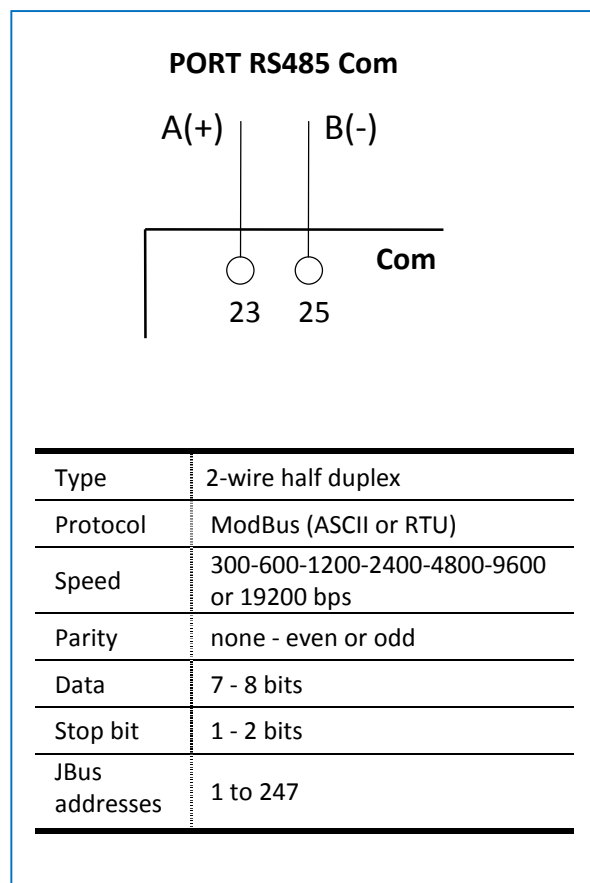 PORT RS485 Com
A(+) B(-)
Com
23 25
Type 2-wire half duplex
Protocol ModBus (ASCII or RTU)
Speed 300-600-1200-2400-4800-9600
or 19200 bps
Parity none - even or odd
Data 7 - 8 bits
Stop bit 1 - 2 bits
JBus
addresses 1 to 247